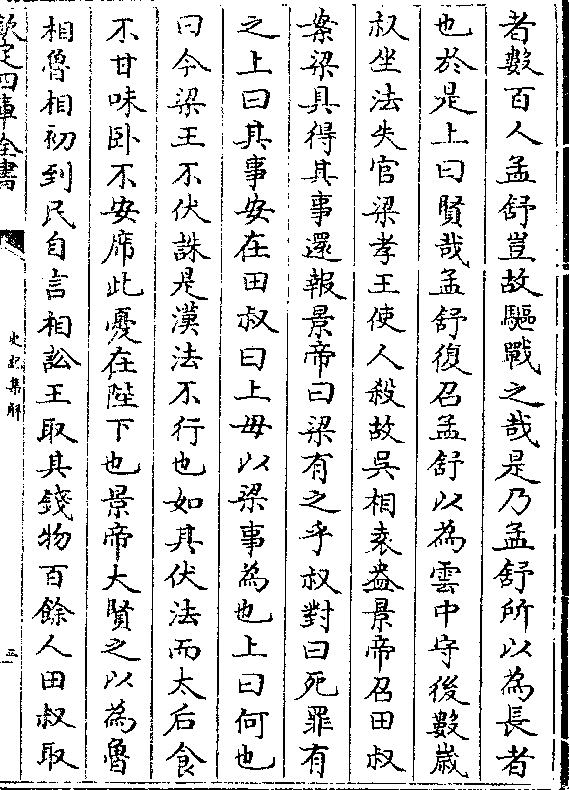 者數百人孟舒豈故驅戰之哉是乃孟舒所以為長者
也於是上曰賢哉孟舒復召孟舒以為雲中守後數嵗
叔坐法失官梁孝王使人殺故吳相袁盎景帝召田叔
案梁具得其事還報景帝曰梁有之乎叔對曰死罪有
之上曰其事安在田叔曰上毋以梁事為也上曰何也
曰今梁王不伏誅是漢法不行也如其伏法而太后食
不甘味卧不安席此憂在陛下也景帝大賢之以為魯
相魯相初到民自言相訟王取其錢物百餘人田叔取
欽定四庫全書
史記集解
三